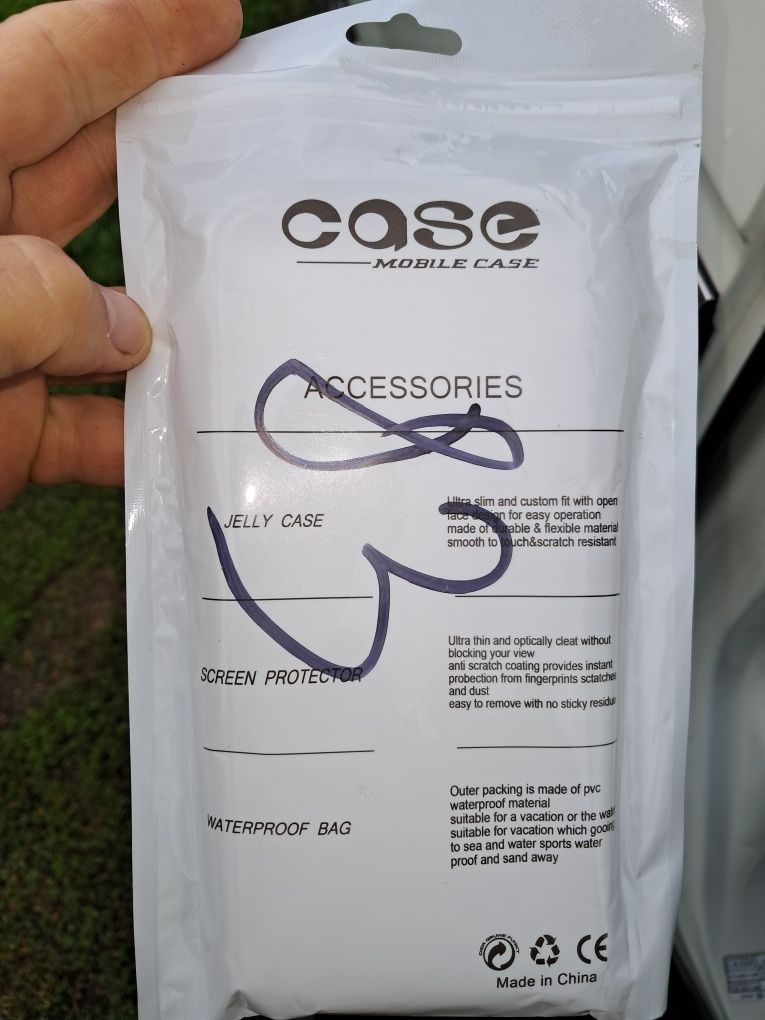 case
MOBILE CASE
ACCESSORIES
JELLY CASE
Ultra slim and custom fit with open
face design for easy operation
made of durable & flexible material
smooth to touch&scratch resistant
SCREEN PROTECTOR
Ultra thin and optically cleat without
blocking your view
anti scratch coating provides instant
probection from fingerprints sctatches
and dust
easy to remove with no sticky residue
WATERPROOF BAG
Outer packing is made of pvc
waterproof material
suitable for a vacation or the
suitable for vacation which gooing
to sea and water sports water
proof and sand away
CE
Made in China